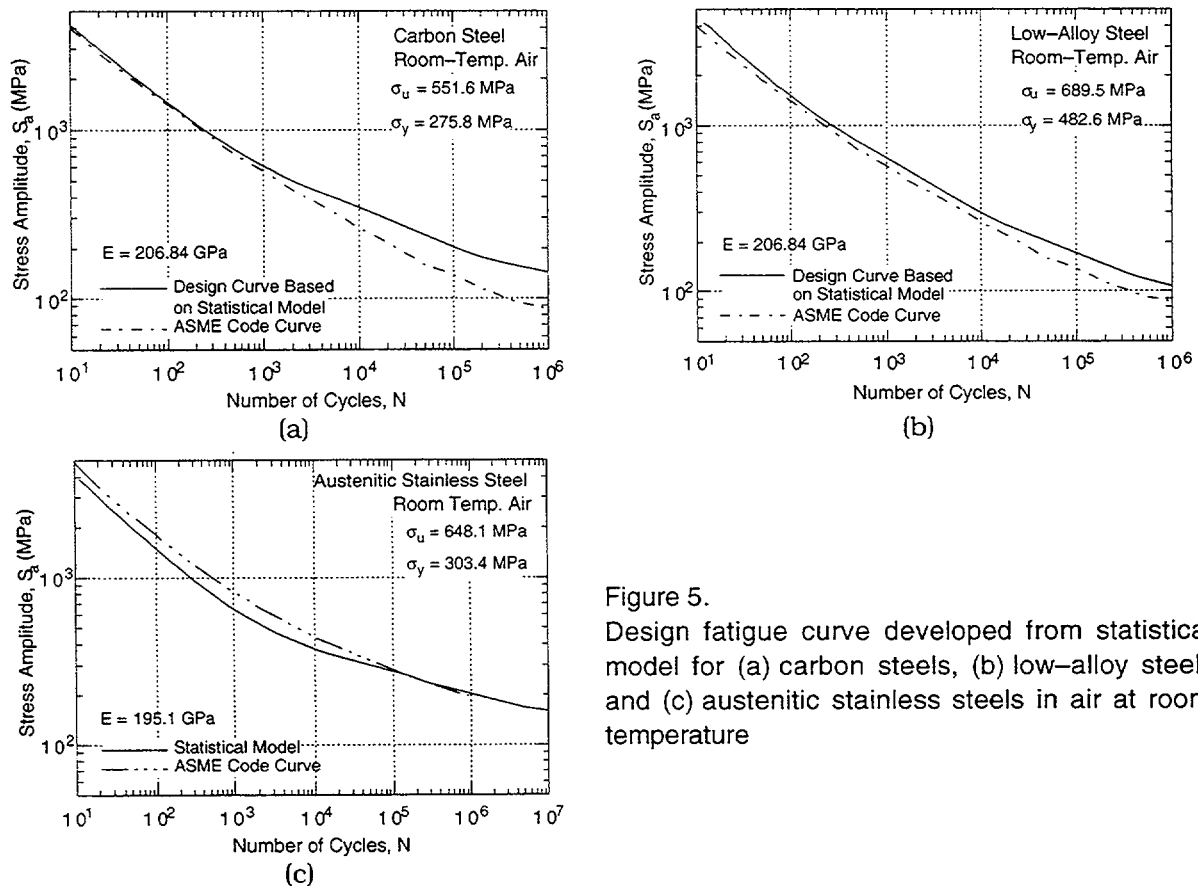 Carbon Steel
Room–Temp. Air
σu = 551.6 MPa
σy = 275.8 MPa
Stress Amplitude, Sa (MPa)
10^3
10^2
E = 206.84 GPa
Design Curve Based
on Statistical Model
ASME Code Curve
10^1 10^2 10^3 10^4 10^5 10^6
Number of Cycles, N
(a)
Low–Alloy Steel
Room–Temp. Air
σu = 689.5 MPa
σy = 482.6 MPa
Stress Amplitude, Sa (MPa)
10^3
10^2
E = 206.84 GPa
Design Curve Based
on Statistical Model
ASME Code Curve
10^1 10^2 10^3 10^4 10^5 10^6
Number of Cycles, N
(b)
Austenitic Stainless Steel
Room Temp. Air
σu = 648.1 MPa
σy = 303.4 MPa
Stress Amplitude, Sa (MPa)
10^3
10^2
E = 195.1 GPa
Statistical Model
ASME Code Curve
10^1 10^2 10^3 10^4 10^5 10^6 10^7
Number of Cycles, N
(c)
Figure 5.
Design fatigue curve developed from statistica
model for (a) carbon steels, (b) low–alloy steel
and (c) austenitic stainless steels in air at roon
temperature